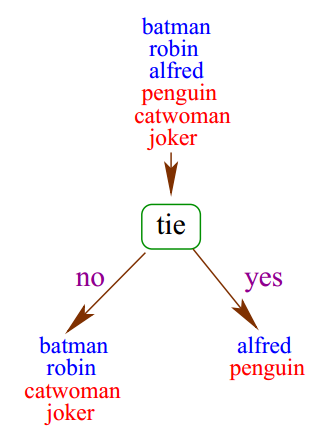 batman
robin
alfred
penguin
catwoman
joker
tie
no
yes
batman
robin
catwoman
joker
alfred
penguin